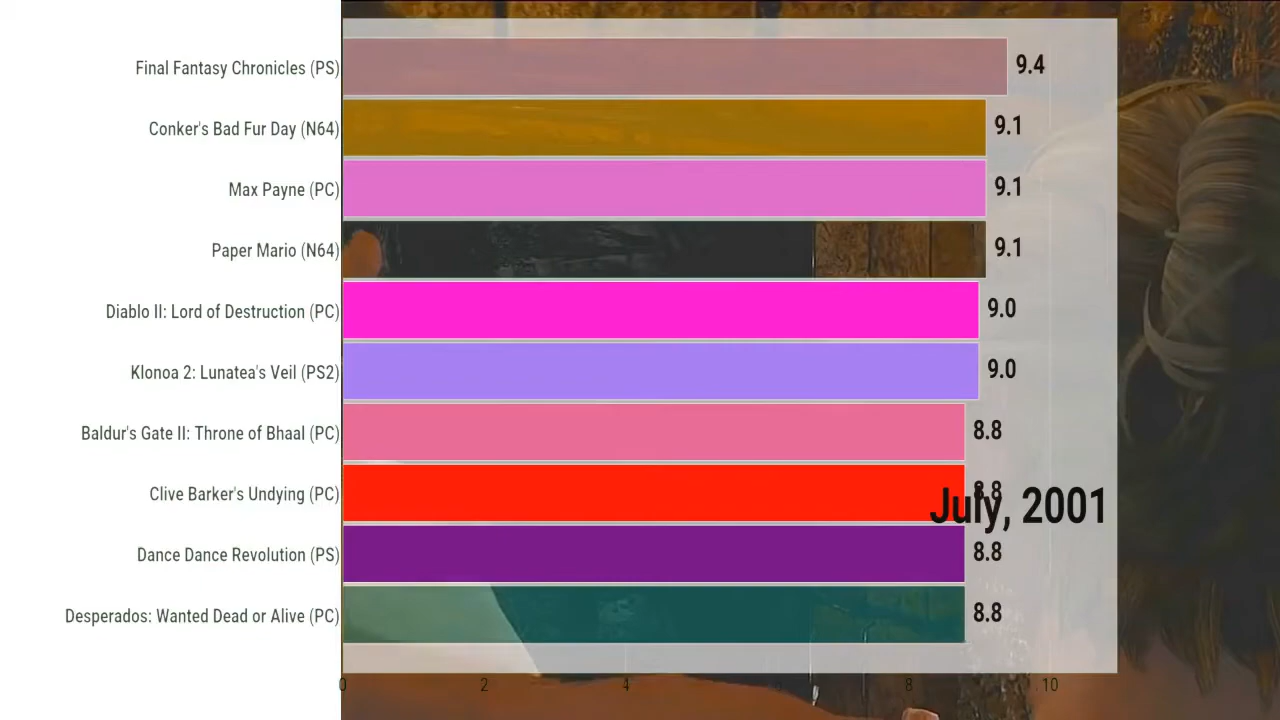 Final Fantasy Chronicles (PS) 9.4
Conker's Bad Fur Day (N64) 9.1
Max Payne (PC) 9.1
Paper Mario (N64) 9.1
Diablo II: Lord of Destruction (PC) 9.0
Klonoa 2: Lunatea's Veil (PS2) 9.0
Baldur's Gate II: Throne of Bhaal (PC) 8.8
Clive Barker's Undying (PC) 8.8
July, 2001
Dance Dance Revolution (PS) 8.8
Desperados: Wanted Dead or Alive (PC) 8.8
0 2 4 8 10